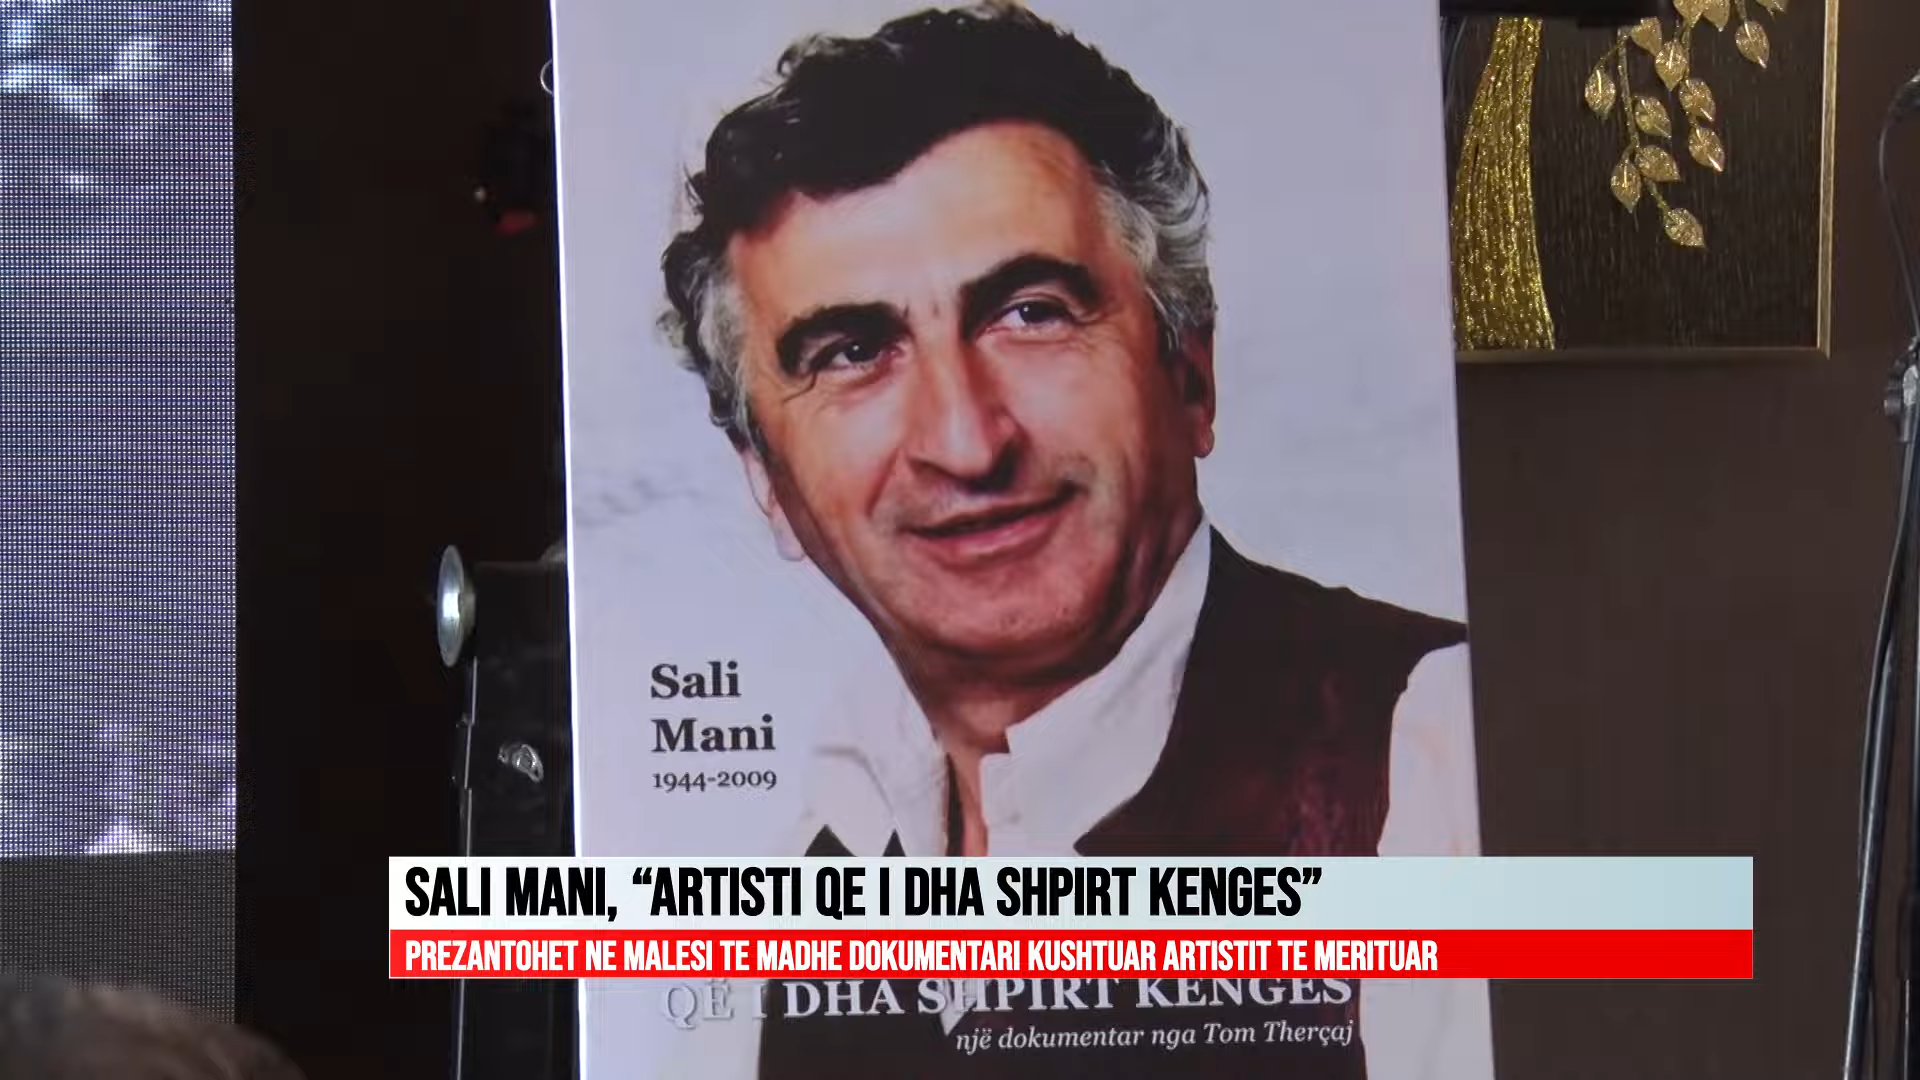 Sali
Mani
1944-2009
SALI MANI, “ARTISTI QE I DHA SHPIRT KENGES”
PREZANTOHET NE MALESI TE MADHE DOKUMENTARI KUSHTUAR ARTISTIT TE MERITUAR
QË I DHA SHPIRT KËNGËS
një dokumentar nga Tom Therçaj